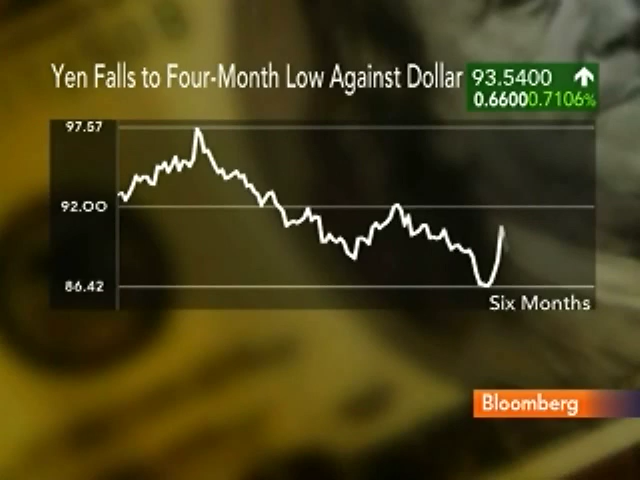 Yen Falls to Four-Month Low Against Dollar 93.5400
0.6600 0.7106%
97.57
92.00
86.42
Six Months
Bloomberg